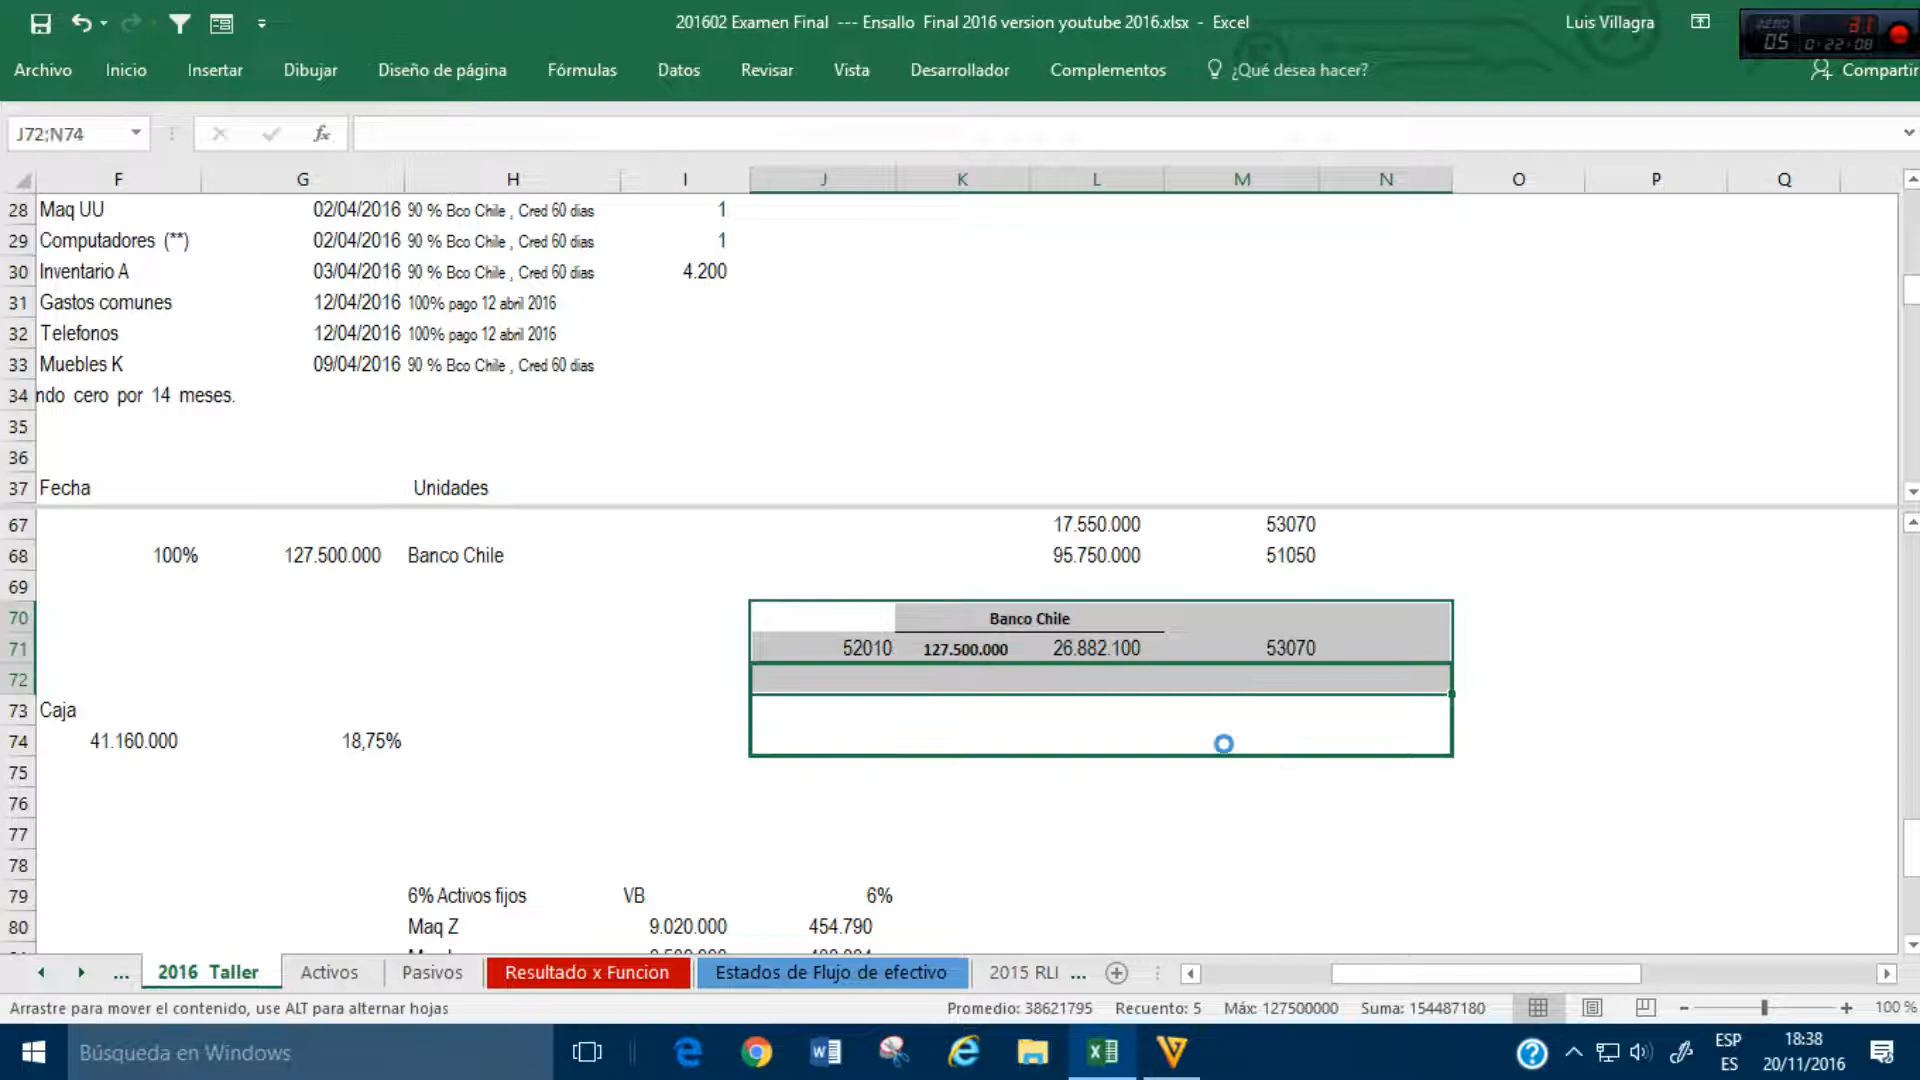 201602 Examen Final --- Ensallo Final 2016 version youtube 2016.xlsx - Excel
Luis Villagra
05
0:22:08
Archivo Inicio Insertar Dibujar Diseño de página Fórmulas Datos Revisar Vista Desarrollador Complementos ¿Qué desea hacer? Compartir
J72;N74 fx
F G H I J K L M N O P Q
28 Maq UU 02/04/2016 90 % Bco Chile , Cred 60 dias 1
29 Computadores (**) 02/04/2016 90 % Bco Chile , Cred 60 dias 1
30 Inventario A 03/04/2016 90 % Bco Chile , Cred 60 dias 4.200
31 Gastos comunes 12/04/2016 100% pago 12 abril 2016
32 Telefonos 12/04/2016 100% pago 12 abril 2016
33 Muebles K 09/04/2016 90 % Bco Chile , Cred 60 dias
34 ndo cero por 14 meses.
35
36
37 Fecha Unidades
67 17.550.000 53070
68 100% 127.500.000 Banco Chile 95.750.000 51050
69
70 Banco Chile
71 52010 127.500.000 26.882.100 53070
72
73 Caja
74 41.160.000 18,75%
75
76
77
78
79 6% Activos fijos VB 6%
80 Maq Z 9.020.000 454.790
... 2016 Taller Activos Pasivos Resultado x Funcion Estados de Flujo de efectivo 2015 RLI ...
Arrastre para mover el contenido, use ALT para alternar hojas Promedio: 38621795 Recuento: 5 Máx: 127500000 Suma: 154487180 100 %
Búsqueda en Windows
ESP 18:38
ES 20/11/2016